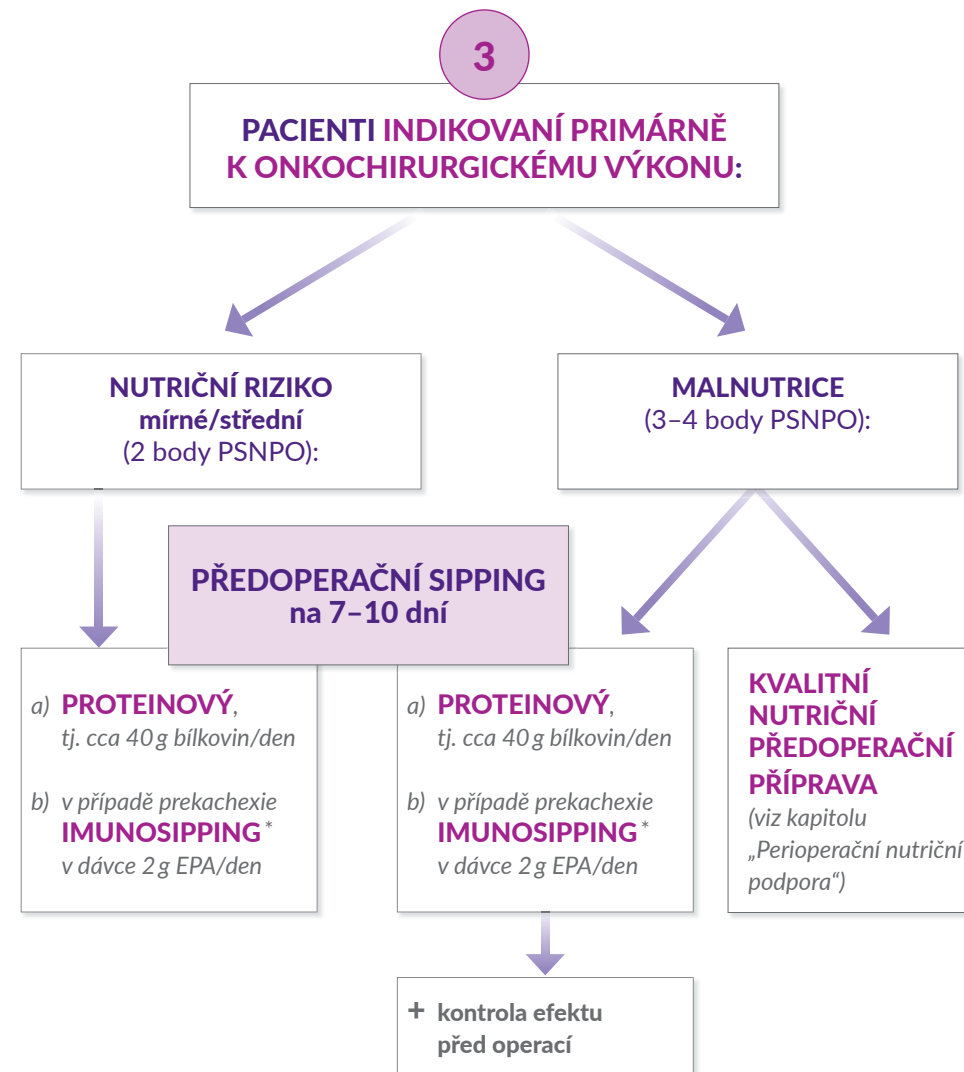 3
PACIENTI INDIKOVANÍ PRIMÁRNĚ
K ONKOCHIRURGICKÉMU VÝKONU:
NUTRIČNÍ RIZIKO
mírné/střední
(2 body PSNPO):
MALNUTRICE
(3–4 body PSNPO):
PŘEDOPERAČNÍ SIPPING
na 7–10 dní
a) PROTEINOVÝ,
tj. cca 40 g bílkovin/den
b) v případě prekachexie
IMUNOSIPPING*
v dávce 2 g EPA/den
a) PROTEINOVÝ,
tj. cca 40 g bílkovin/den
b) v případě prekachexie
IMUNOSIPPING*
v dávce 2 g EPA/den
KVALITNÍ
NUTRIČNÍ
PŘEDOPERAČNÍ
PŘÍPRAVA
(viz kapitolu
„Perioperační nutriční
podpora“)
+ kontrola efektu
před operací